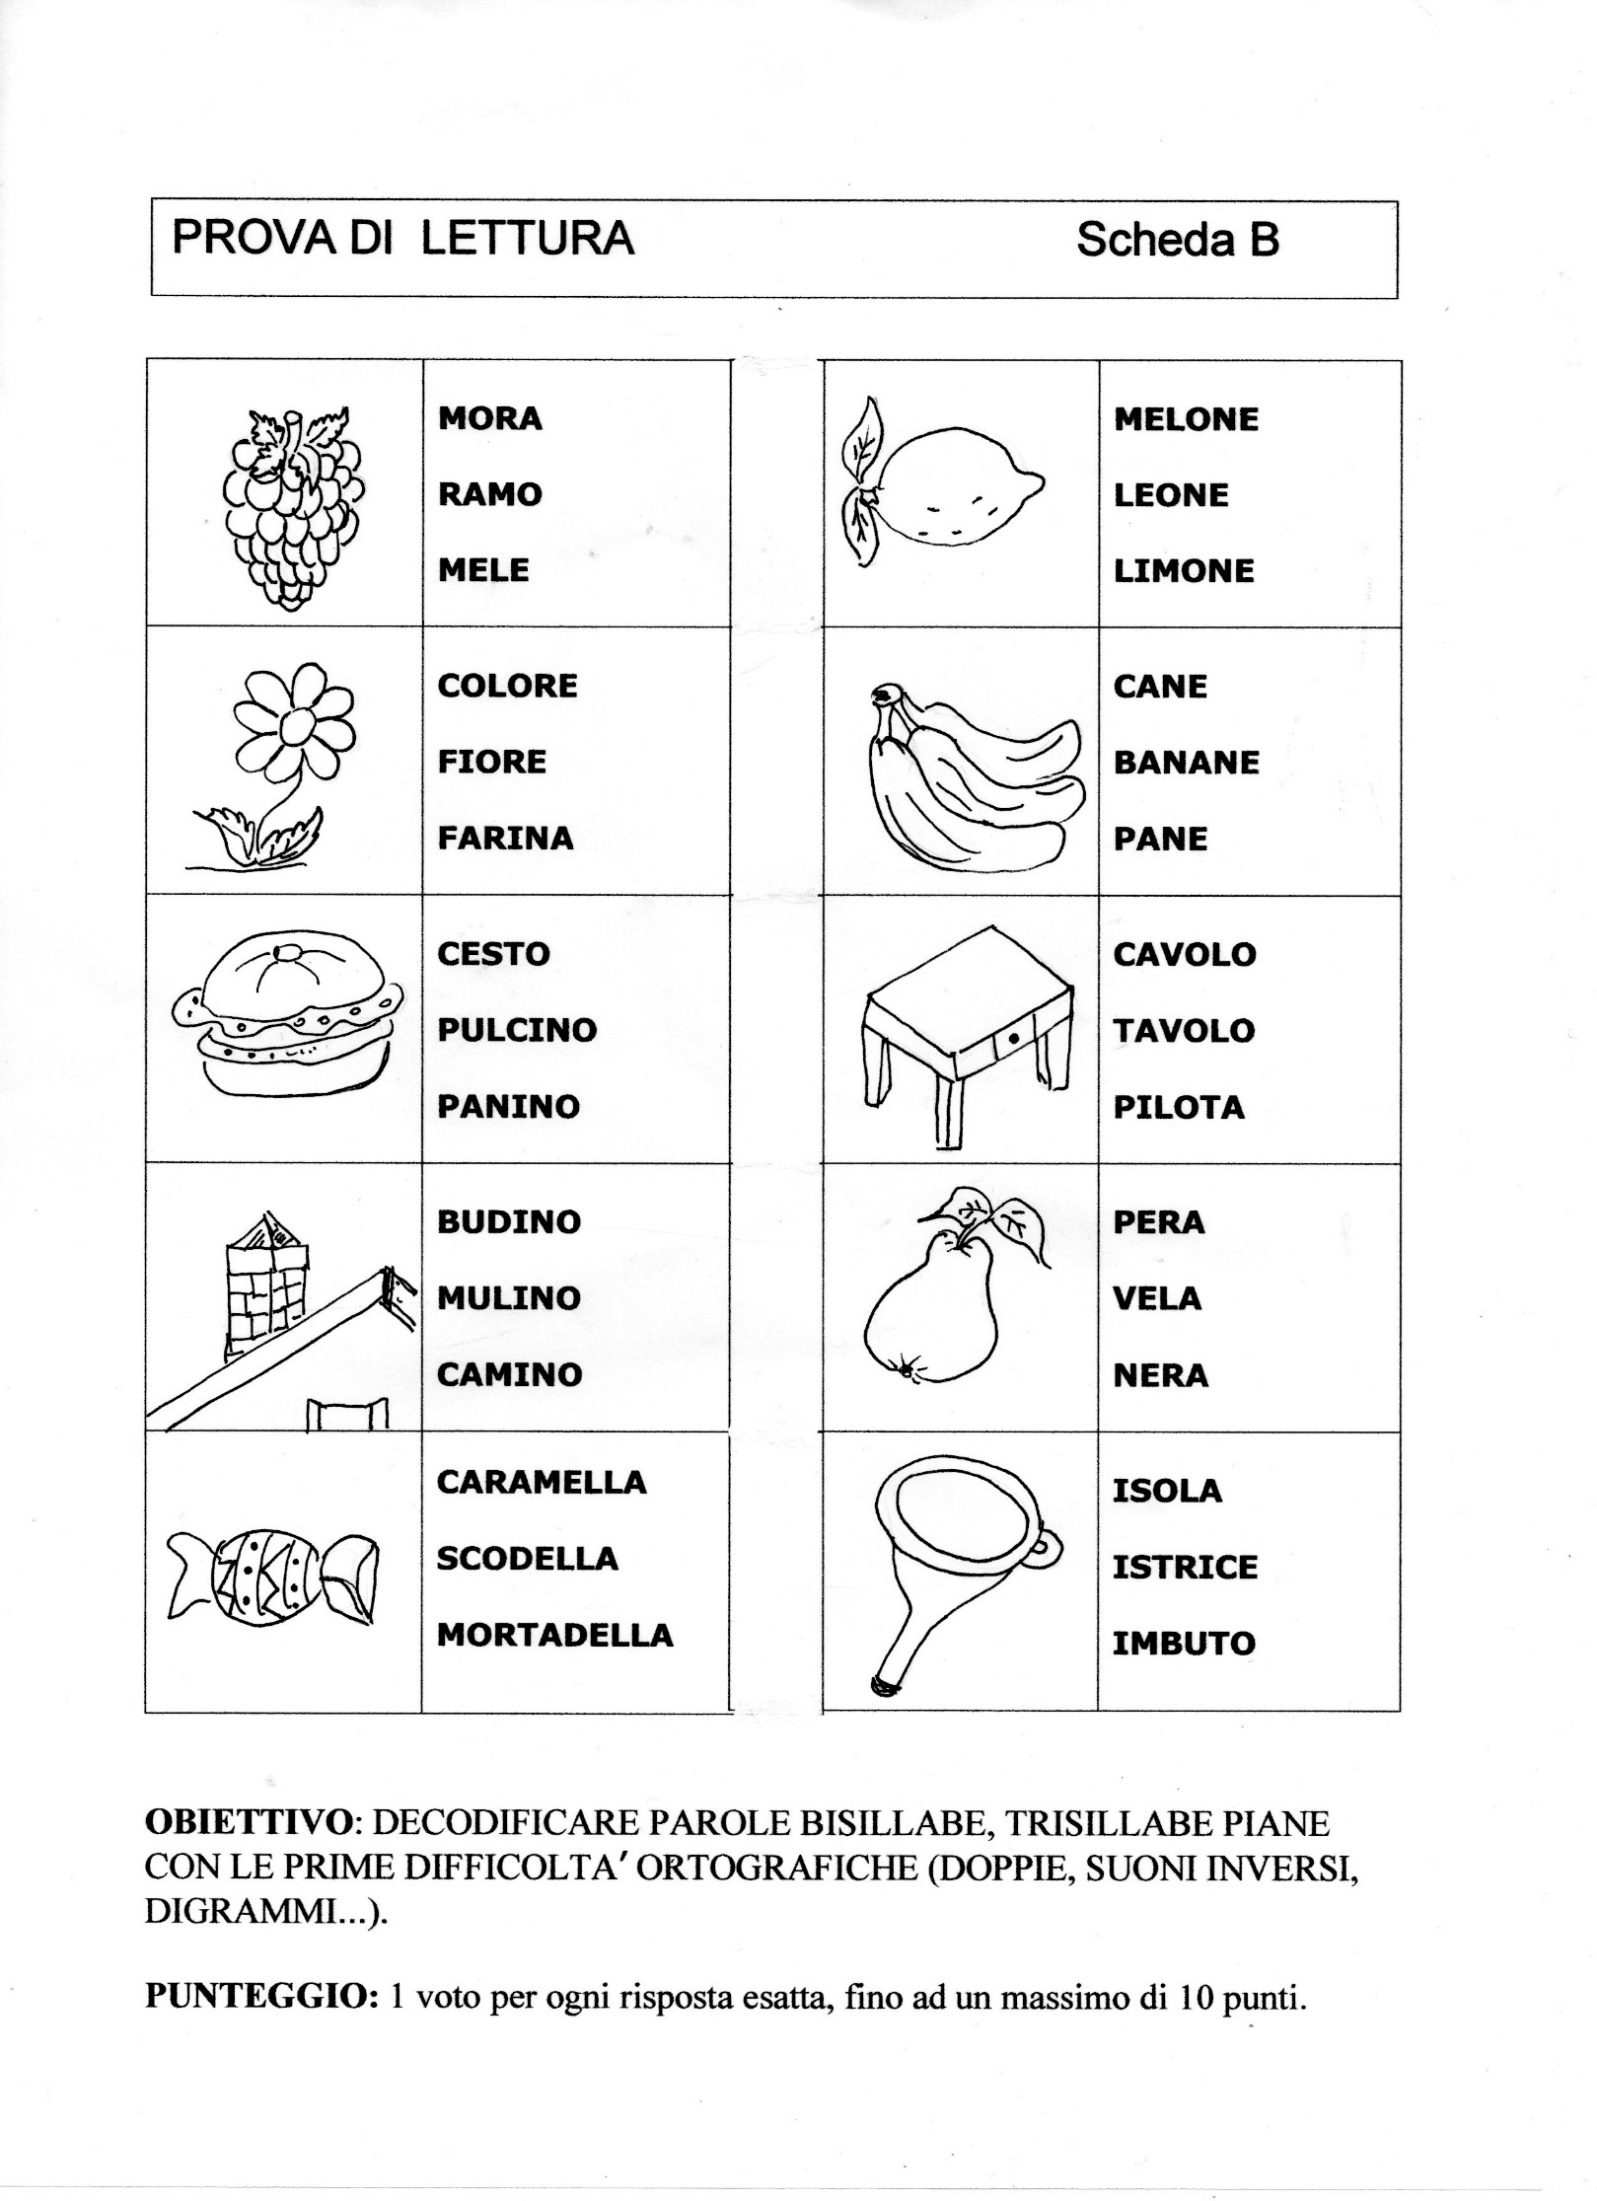 PROVA DI LETTURA Scheda B
MORA
RAMO
MELE
MELONE
LEONE
LIMONE
COLORE
FIORE
FARINA
CANE
BANANE
PANE
CESTO
PULCINO
PANINO
CAVOLO
TAVOLO
PILOTA
BUDINO
MULINO
CAMINO
PERA
VELA
NERA
CARAMELLA
SCODELLA
MORTADELLA
ISOLA
ISTRICE
IMBUTO
OBIETTIVO: DECODIFICARE PAROLE BISILLABE, TRISILLABE PIANE
CON LE PRIME DIFFICOLTA' ORTOGRAFICHE (DOPPIE, SUONI INVERSI,
DIGRAMMI...).
PUNTEGGIO: 1 voto per ogni risposta esatta, fino ad un massimo di 10 punti.